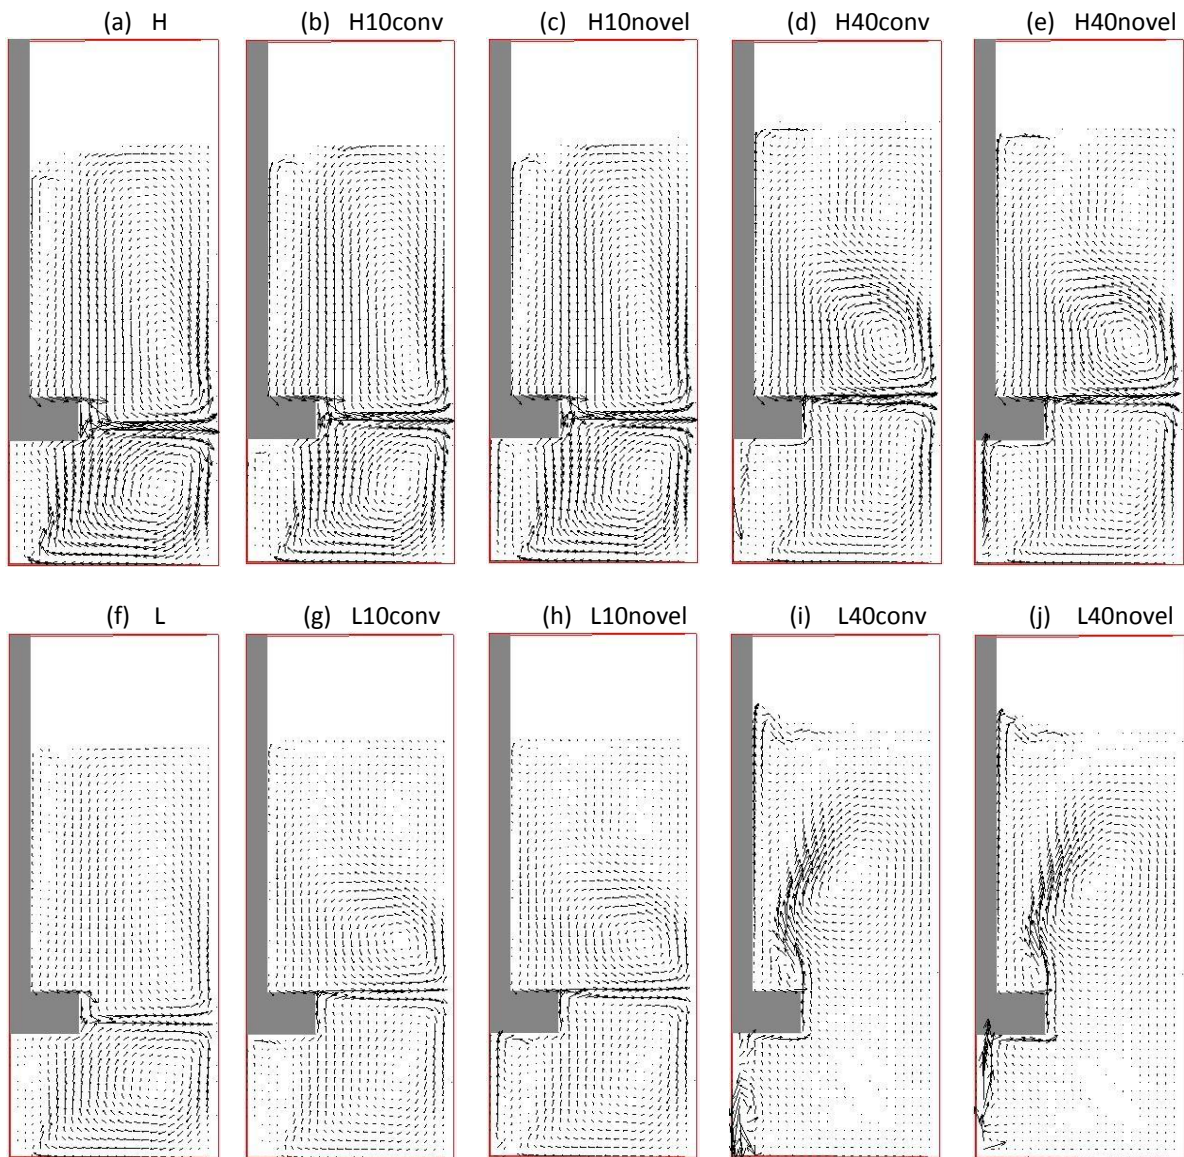 (a) H (b) H10conv (c) H10novel (d) H40conv (e) H40novel
(f) L (g) L10conv (h) L10novel (i) L40conv (j) L40novel